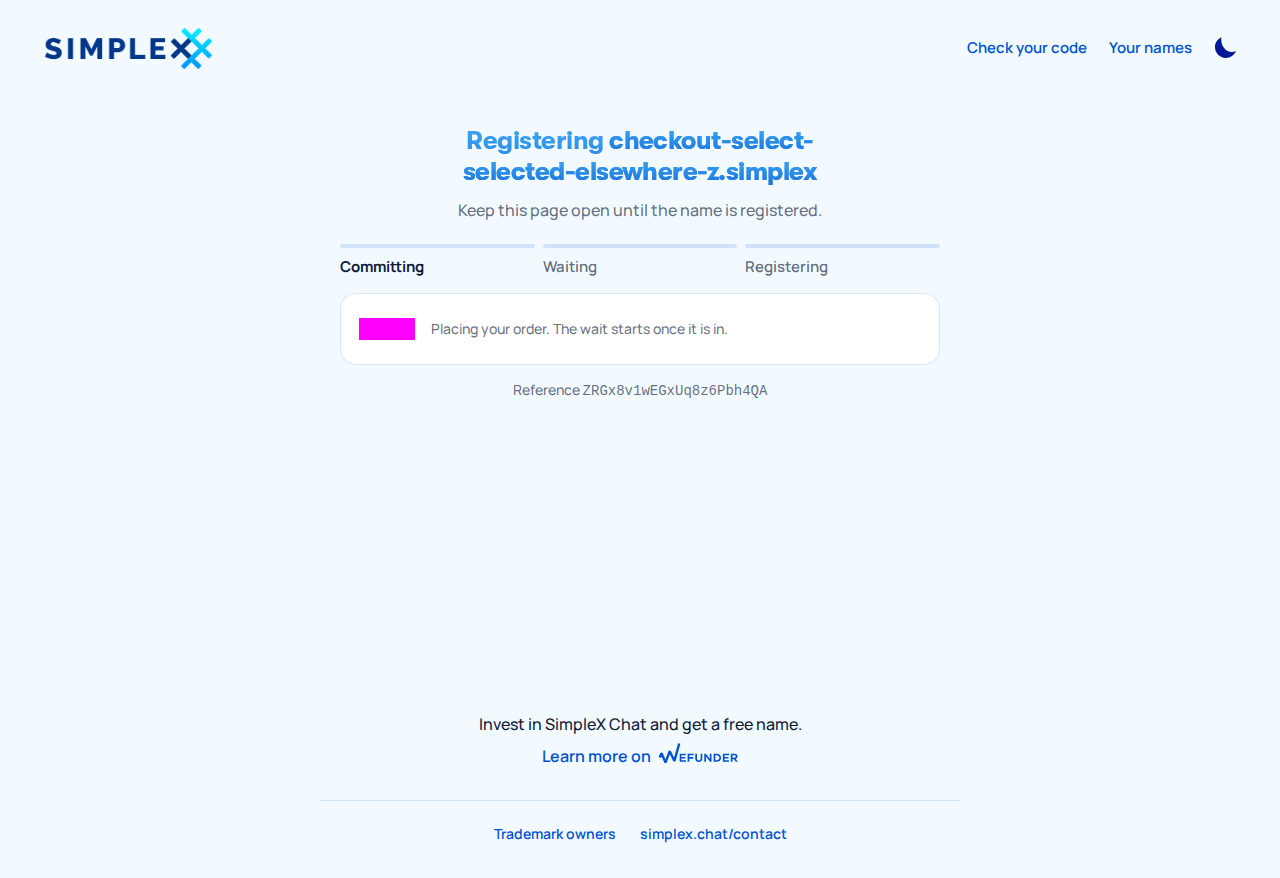 SIMPLEX
Check your code
Your names
Registering checkout-select-
selected-elsewhere-z.simplex
Keep this page open until the name is registered.
Committing
Waiting
Registering
Placing your order. The wait starts once it is in.
Reference ZRGx8v1wEGxUq8z6Pbh4QA
Invest in SimpleX Chat and get a free name.
Learn more on WEFUNDER
Trademark owners
simplex.chat/contact